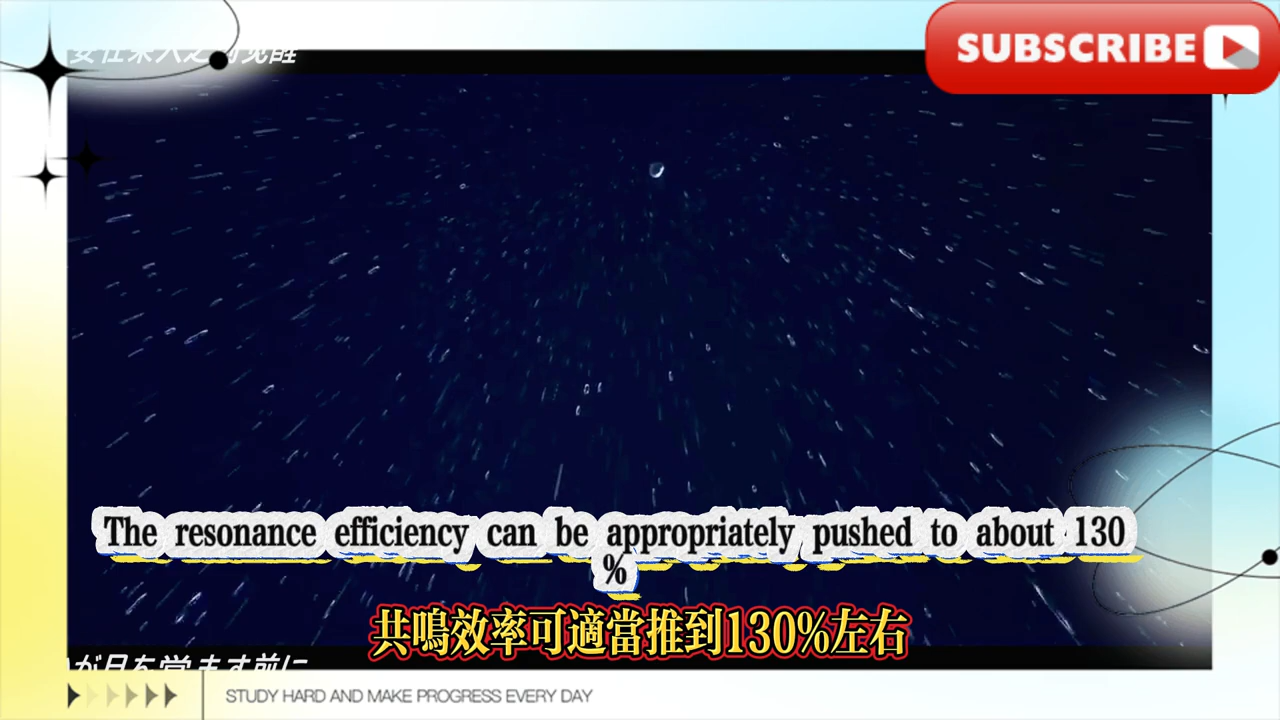 SUBSCRIBE
The resonance efficiency can be appropriately pushed to about 130
%
共鳴效率可適當推到130%左右
STUDY HARD AND MAKE PROGRESS EVERY DAY